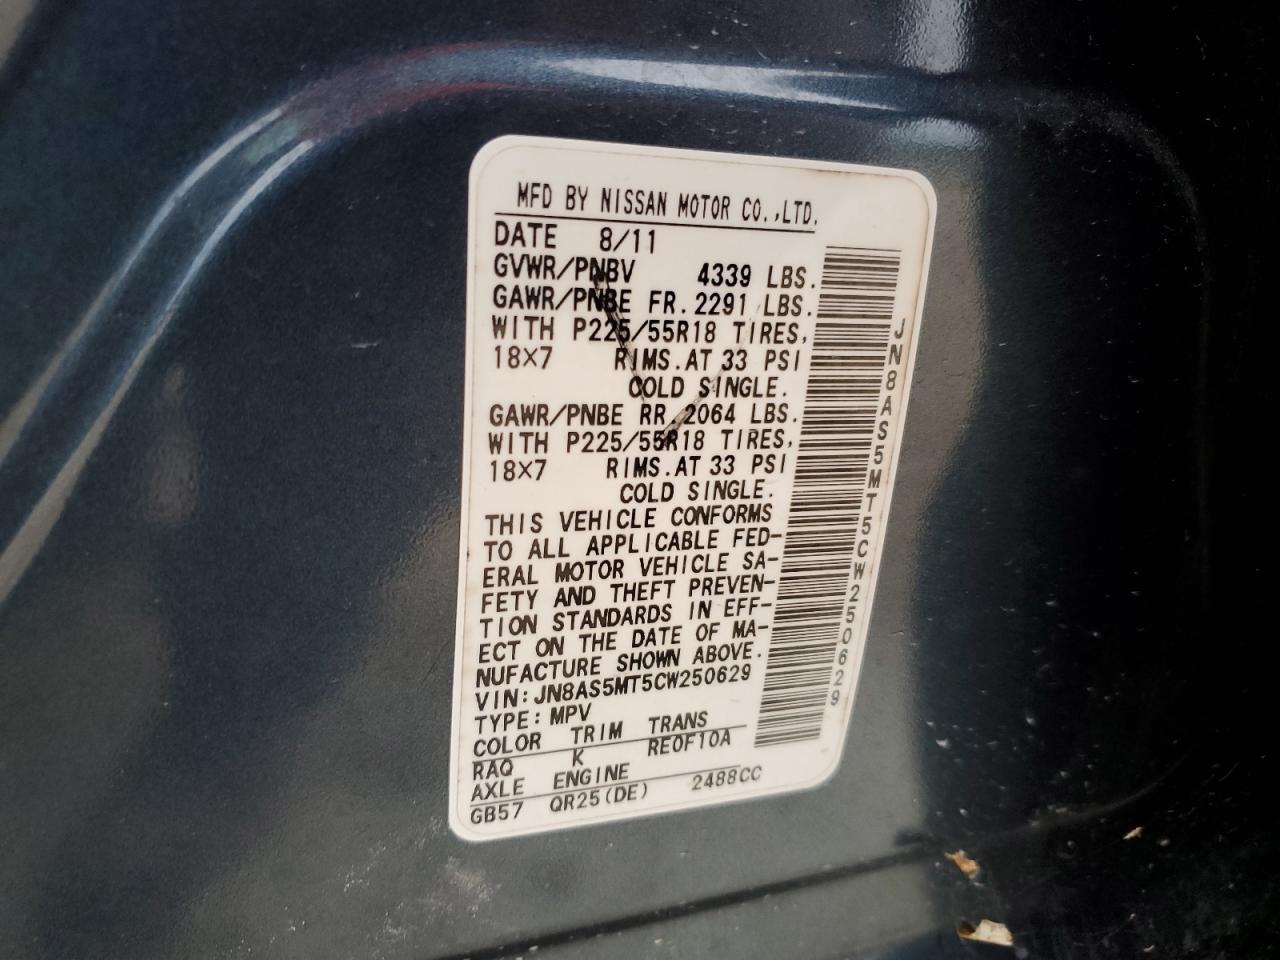 MFD BY NISSAN MOTOR CO.,LTD.
DATE 8/11
GVWR/PNBV 4339 LBS.
GAWR/PNBE FR. 2291 LBS.
WITH P225/55R18 TIRES,
18×7 RIMS. AT 33 PSI
COLD SINGLE.
GAWR/PNBE RR. 2064 LBS.
WITH P225/55R18 TIRES,
18×7 RIMS. AT 33 PSI
COLD SINGLE.
THIS VEHICLE CONFORMS
TO ALL APPLICABLE FED-
ERAL MOTOR VEHICLE SA-
FETY AND THEFT PREVEN-
TION STANDARDS IN EFF-
ECT ON THE DATE OF MA-
NUFACTURE SHOWN ABOVE.
VIN: JN8AS5MT5CW250629
TYPE: MPV
COLOR TRIM TRANS
RAQ K RE0F10A
AXLE ENGINE
GB57 QR25(DE) 2488CC
JN8AS5MT5CW250629